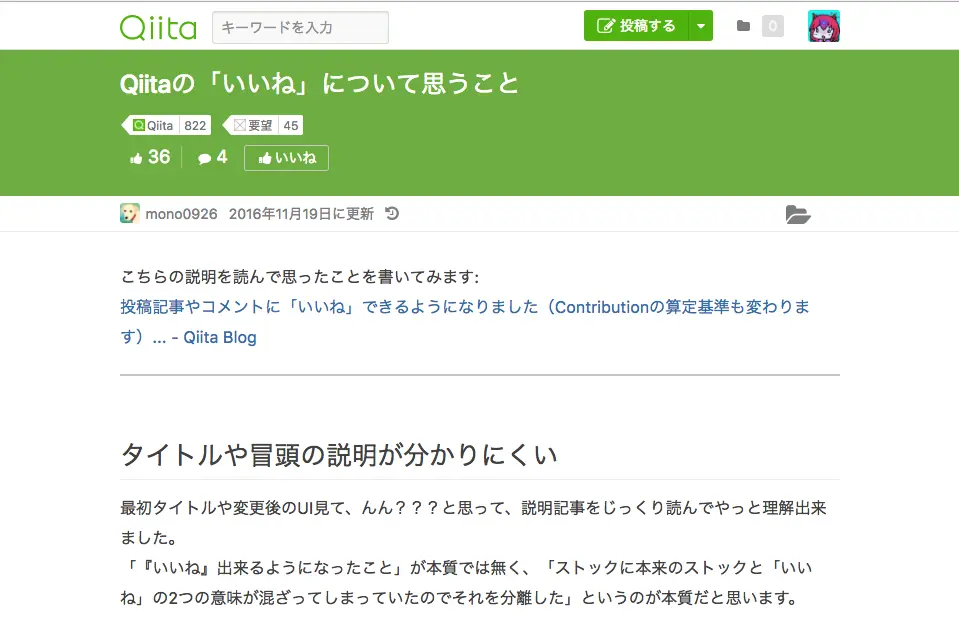 Qiita
キーワードを入力
投稿する
0
Qiitaの「いいね」について思うこと
Qiita 822
要望 45
36
4
いいね
mono0926 2016年11月19日に更新
こちらの説明を読んで思ったことを書いてみます:
投稿記事やコメントに「いいね」できるようになりました（Contributionの算定基準も変わりま
す）... - Qiita Blog
タイトルや冒頭の説明が分かりにくい
最初タイトルや変更後のUI見て、んん？？？と思って、説明記事をじっくり読んでやっと理解出来
ました。
「『いいね』出来るようになったこと」が本質では無く、「ストックに本来のストックと「いい
ね」の2つの意味が混ざってしまっていたのでそれを分離した」というのが本質だと思います。